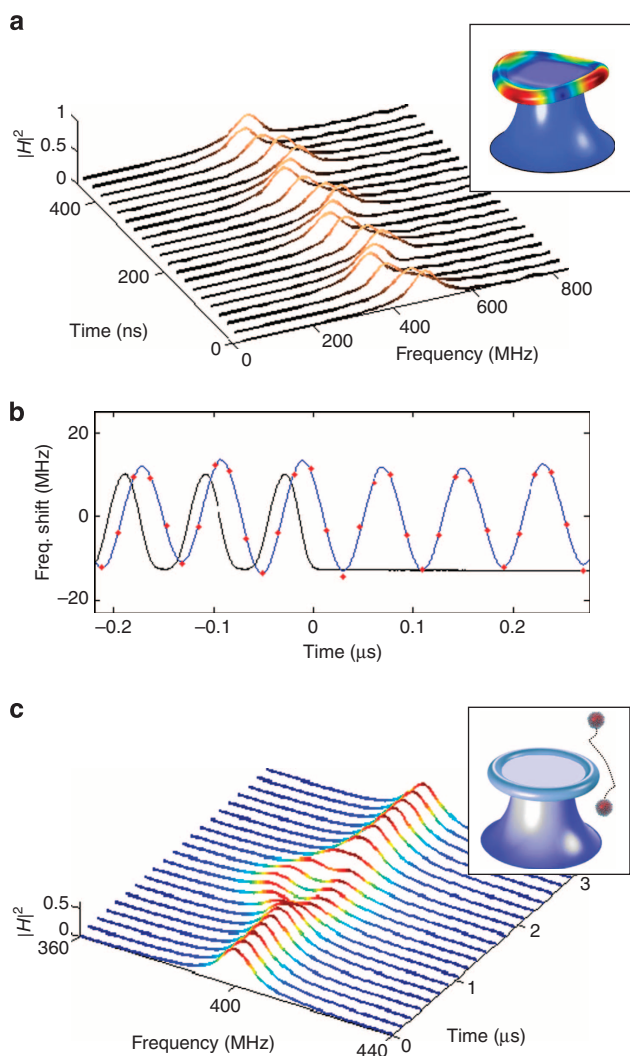 a
1
0.5
0
|H|²
400
200
0
Time (ns)
0
200
400
600
800
Frequency (MHz)
b
20
0
−20
Freq. shift (MHz)
−0.2
−0.1
0
0.1
0.2
Time (μs)
c
0.5
0
|H|²
360
400
440
Frequency (MHz)
0
1
2
3
Time (μs)